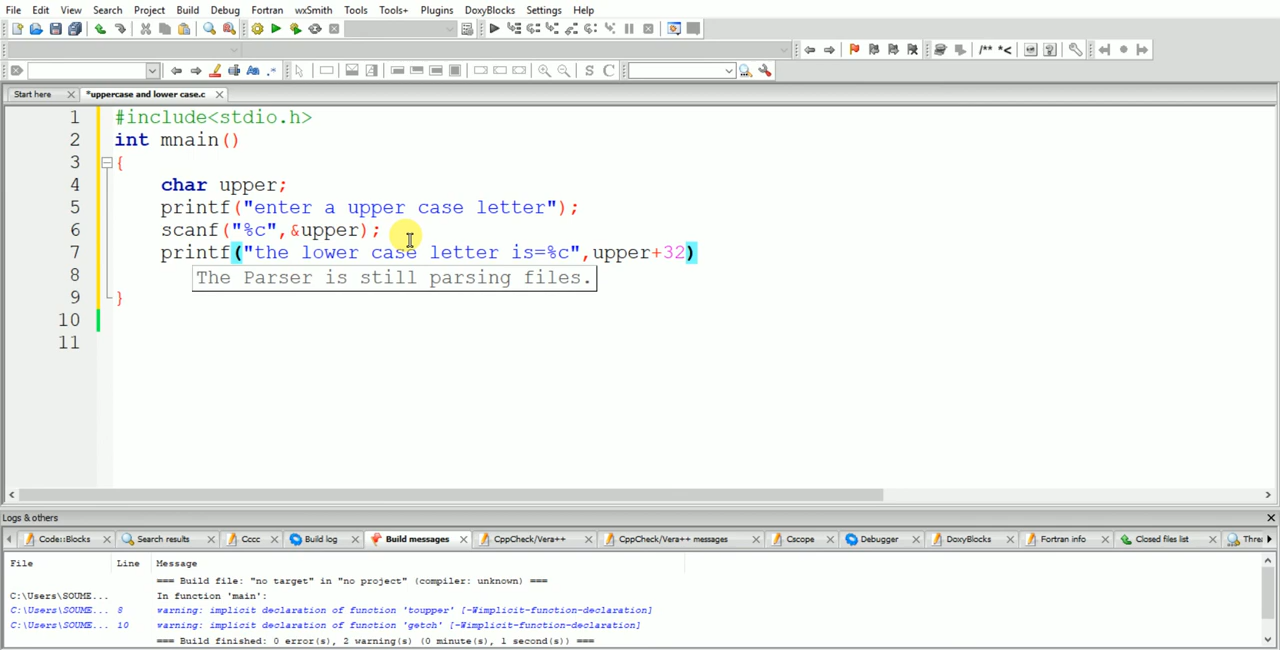 File Edit View Search Project Build Debug Fortran wxSmith Tools Tools+ Plugins DoxyBlocks Settings Help
/** *<
S C
Start here *uppercase and lower case.c
1 #include<stdio.h>
2 int mnain()
3 {
4 char upper;
5 printf("enter a upper case letter");
6 scanf("%c",&upper);
7 printf("the lower case letter is=%c",upper+32)
8 The Parser is still parsing files.
9 }
10
11
Logs & others
Code::Blocks Search results Cccc Build log Build messages CppCheck/Vera++ CppCheck/Vera++ messages Cscope Debugger DoxyBlocks Fortran info Closed files list Threa
File Line Message
=== Build file: "no target" in "no project" (compiler: unknown) ===
C:\Users\SOUME... In function 'main':
C:\Users\SOUME... 8 warning: implicit declaration of function 'toupper' [-Wimplicit-function-declaration]
C:\Users\SOUME... 10 warning: implicit declaration of function 'getch' [-Wimplicit-function-declaration]
=== Build finished: 0 error(s), 2 warning(s) (0 minute(s), 1 second(s)) ===